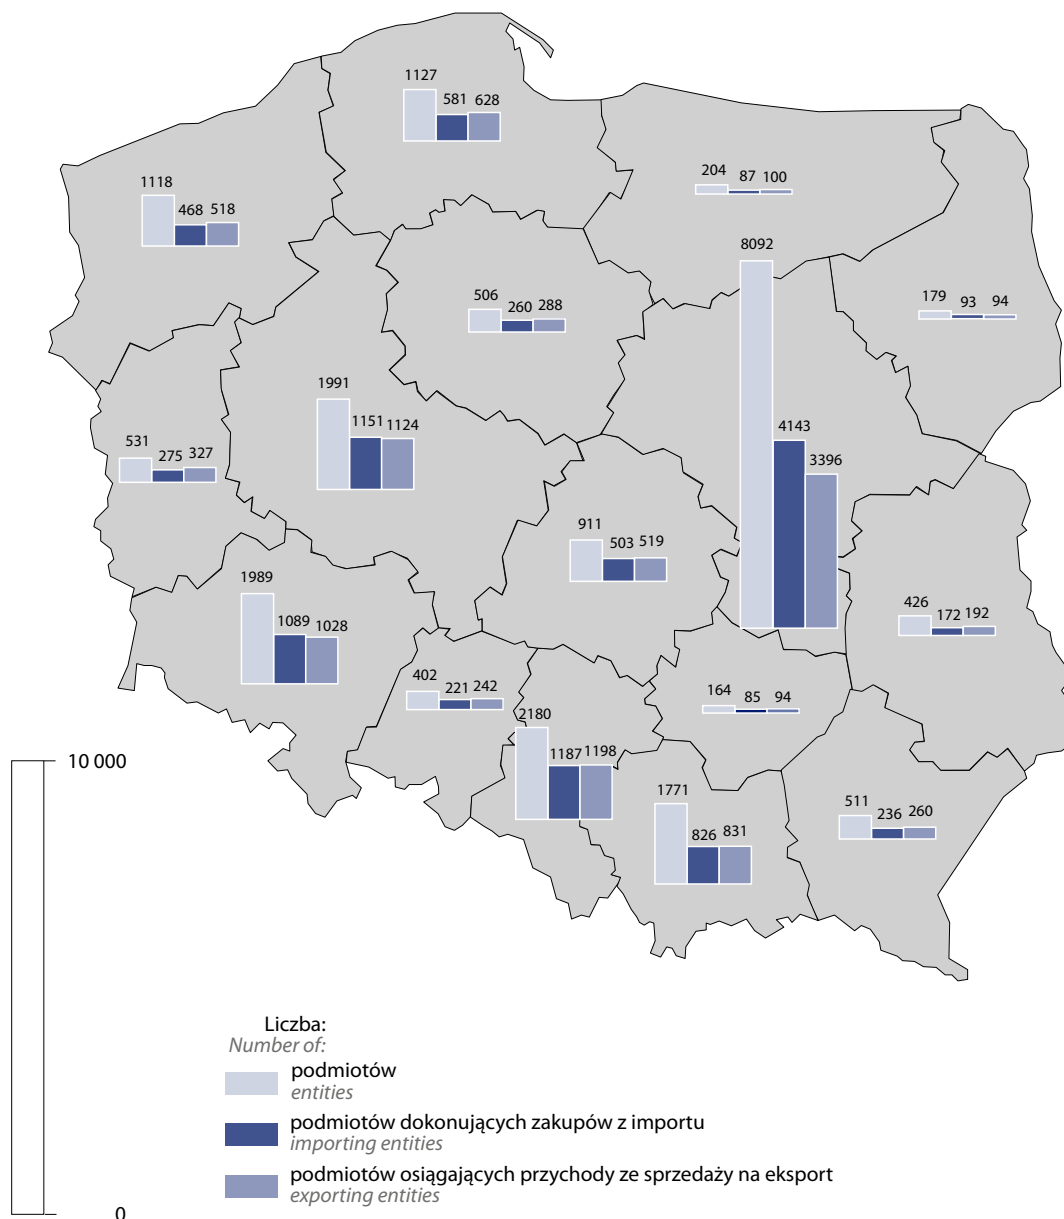 1127
581 628
1118
468 518
204 87 100
8092
179 93 94
506 260 288
1991
1151 1124
4143
3396
531
275 327
911
503 519
1989
1089 1028
426
172 192
402
221 242
164 85 94
2180
1187 1198
1771
826 831
511
236 260
10 000
0
Liczba:
Number of:
podmiotów
entities
podmiotów dokonujących zakupów z importu
importing entities
podmiotów osiągających przychody ze sprzedaży na eksport
exporting entities